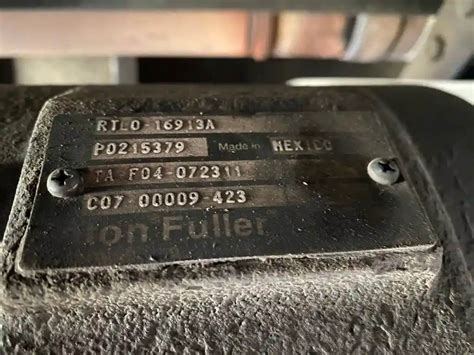 RTLO 16913A
P0215379 Made in MEXICO
TA F04-072311
C07 00009-423
ton Fuller